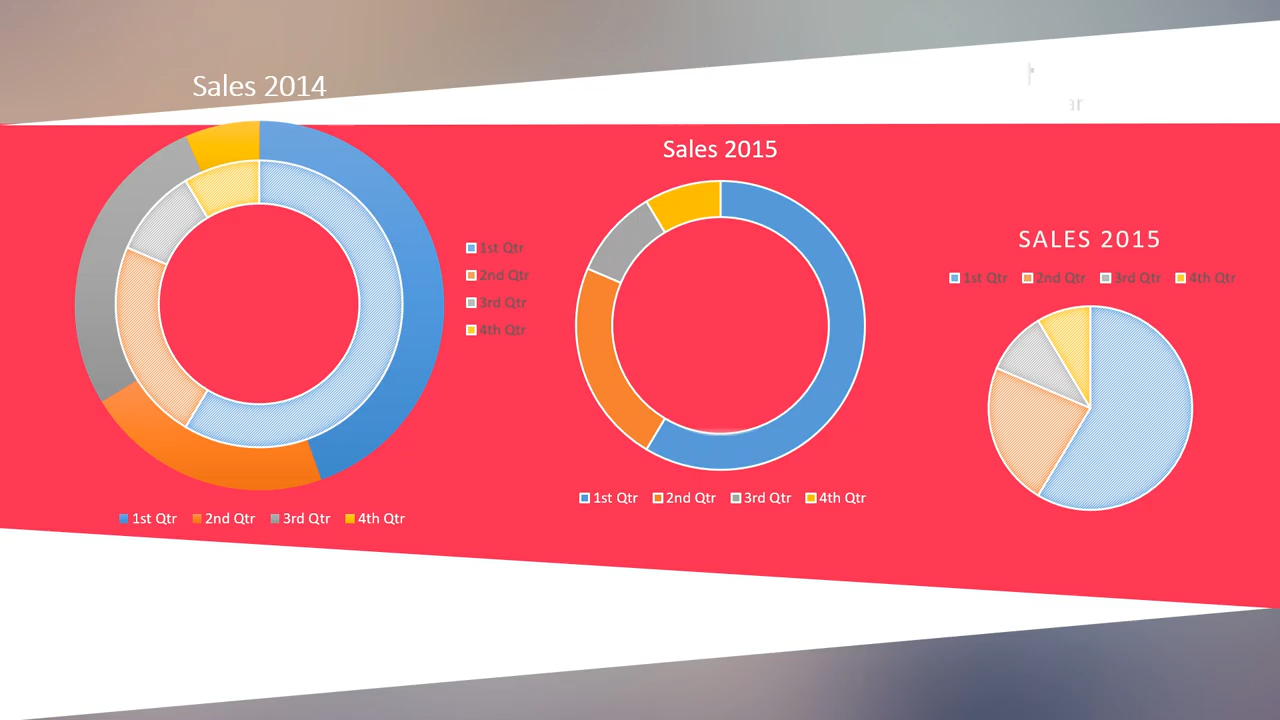 Sales 2014
1st Qtr
2nd Qtr
3rd Qtr
4th Qtr
1st Qtr 2nd Qtr 3rd Qtr 4th Qtr
Sales 2015
1st Qtr 2nd Qtr 3rd Qtr 4th Qtr
SALES 2015
1st Qtr 2nd Qtr 3rd Qtr 4th Qtr